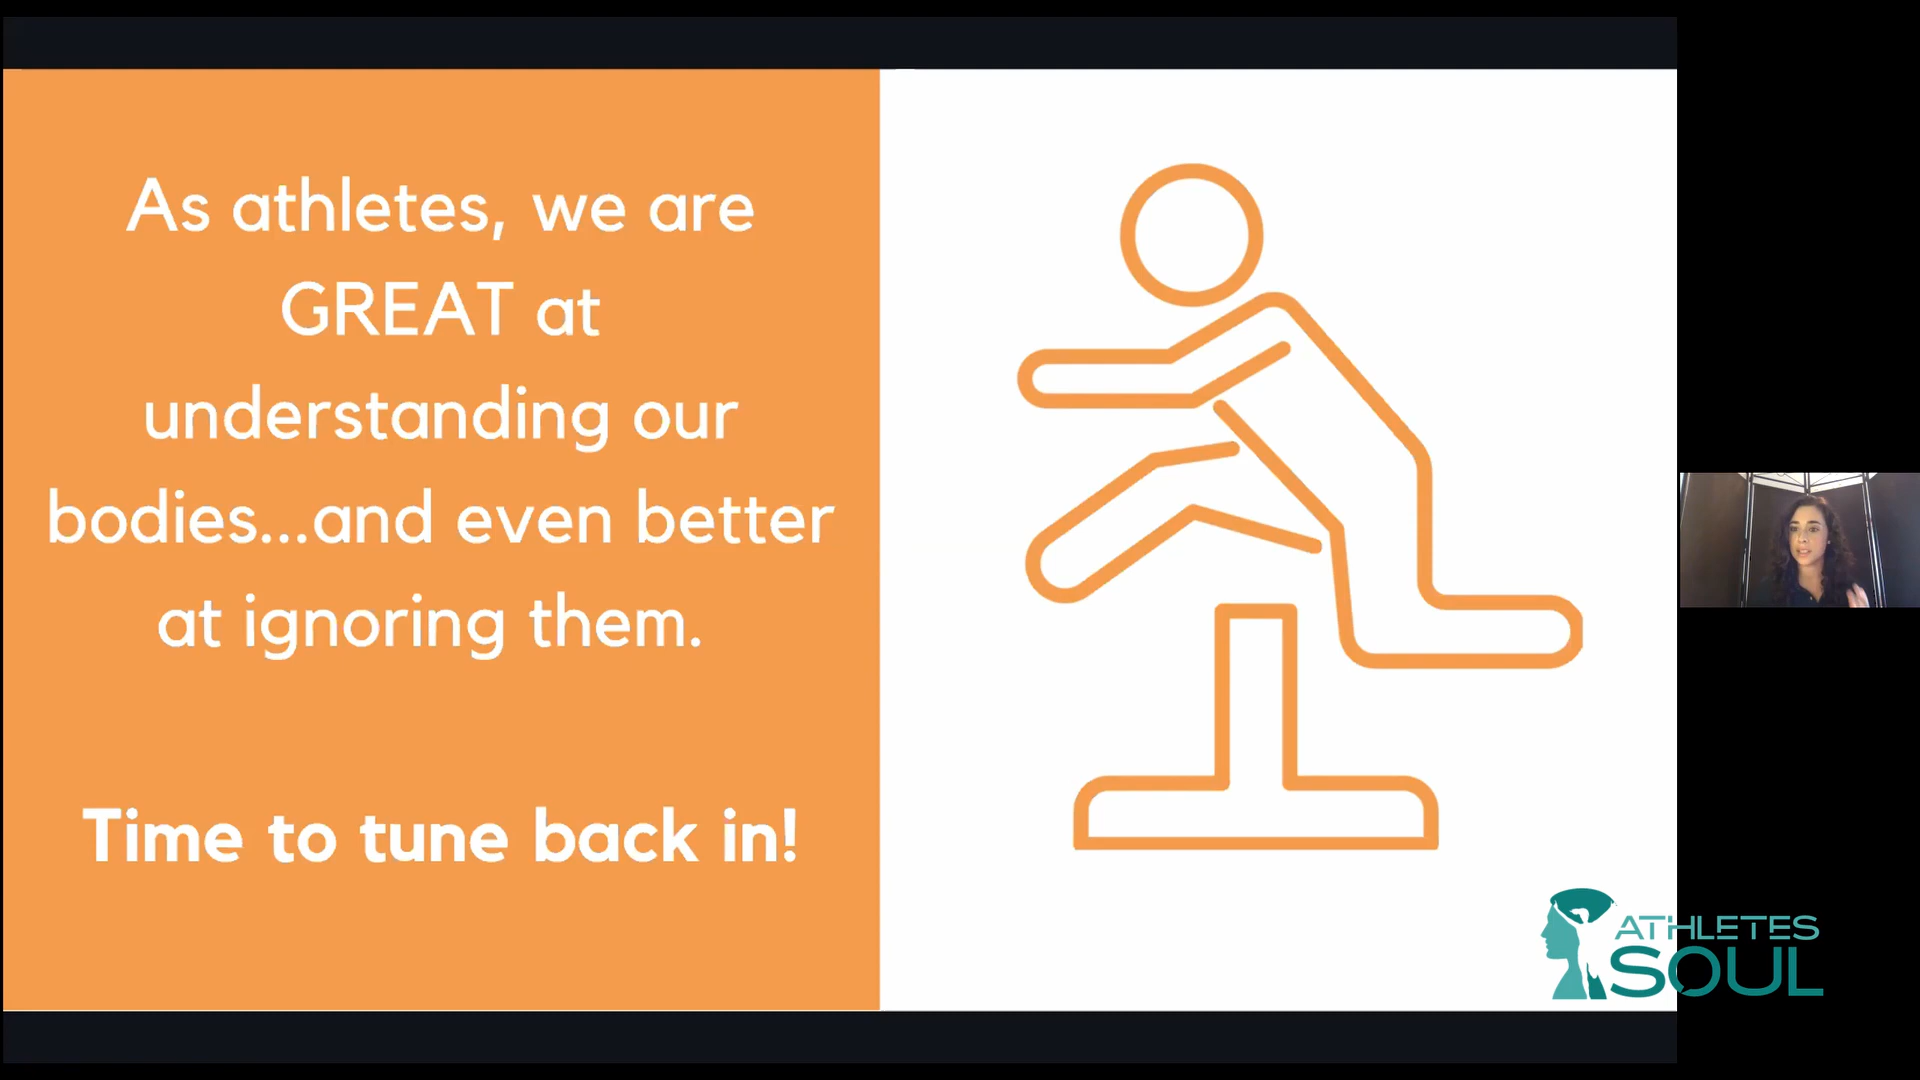 As athletes, we are
GREAT at
understanding our
bodies...and even better
at ignoring them.
Time to tune back in!
ATHLETES
SOUL